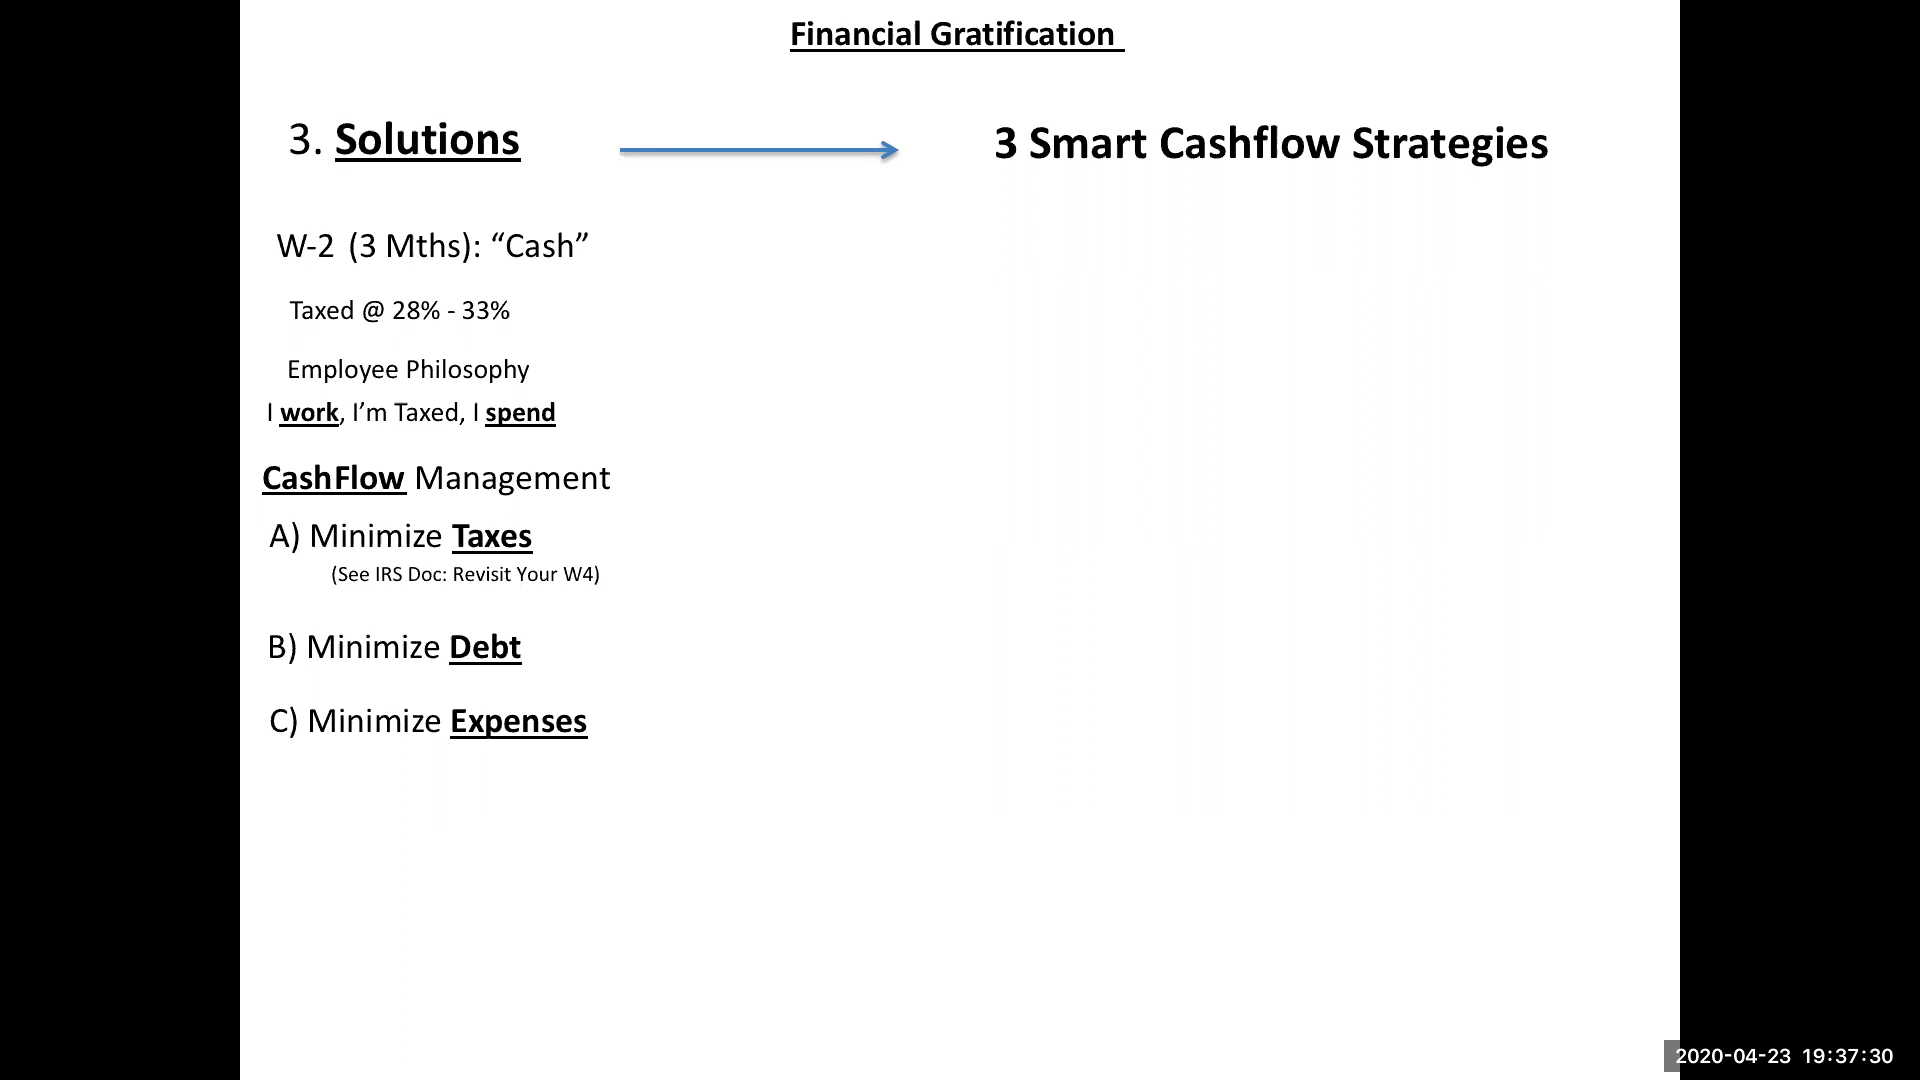 Financial Gratification
3. Solutions
3 Smart Cashflow Strategies
W-2 (3 Mths): “Cash”
Taxed @ 28% - 33%
Employee Philosophy
I work, I’m Taxed, I spend
CashFlow Management
A) Minimize Taxes
(See IRS Doc: Revisit Your W4)
B) Minimize Debt
C) Minimize Expenses
2020-04-23 19:37:30